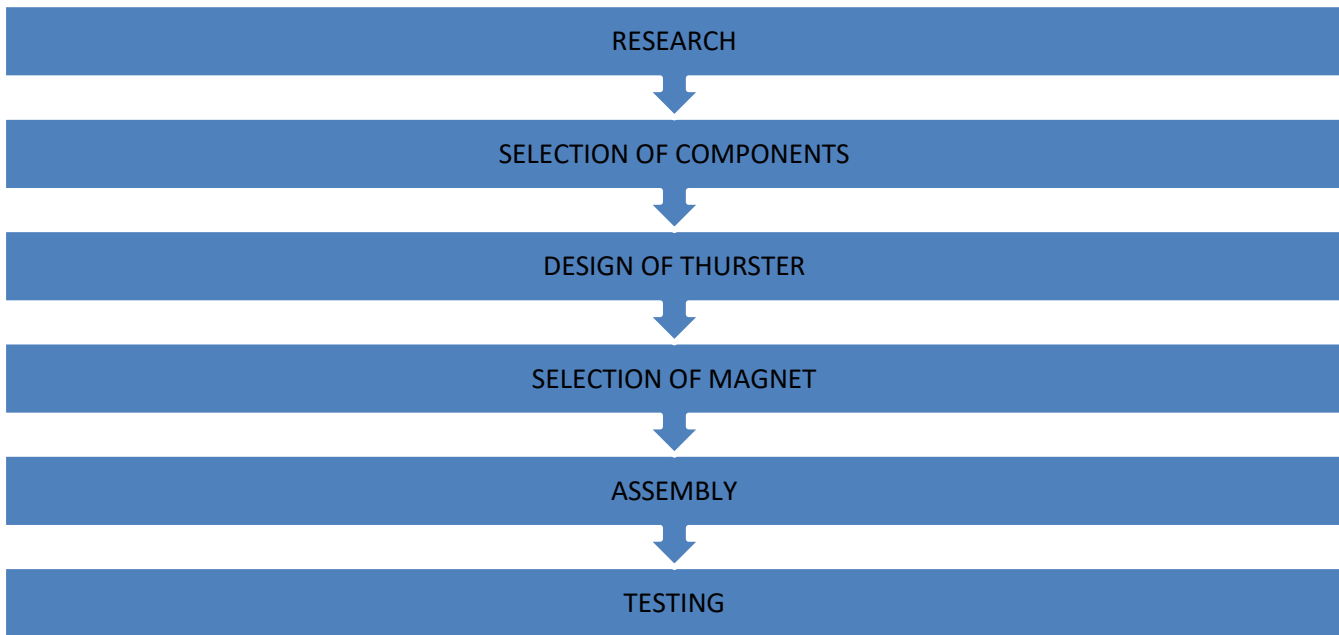 RESEARCH
SELECTION OF COMPONENTS
DESIGN OF THURSTER
SELECTION OF MAGNET
ASSEMBLY
TESTING